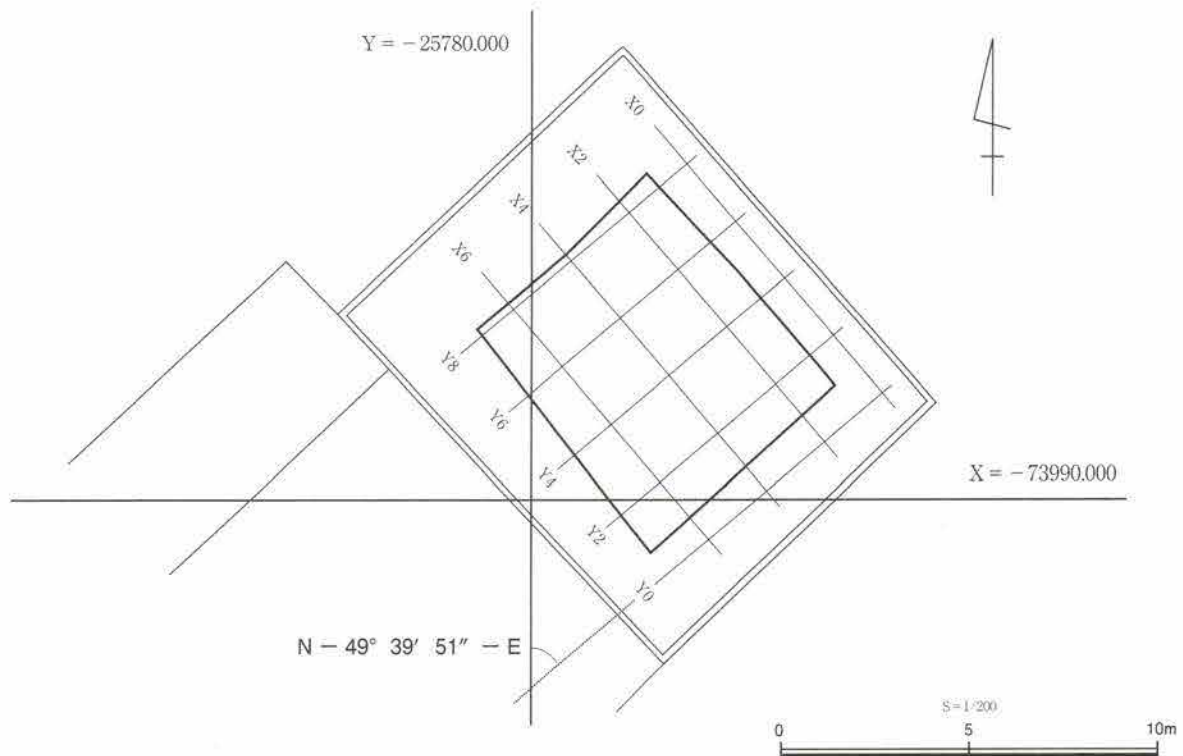 Y = －25780.000
X0
X2
X4
X6
Y8
Y6
Y4
X = －73990.000
Y2
Y0
N － 49° 39′ 51″ － E
S=1/200
0 5 10m